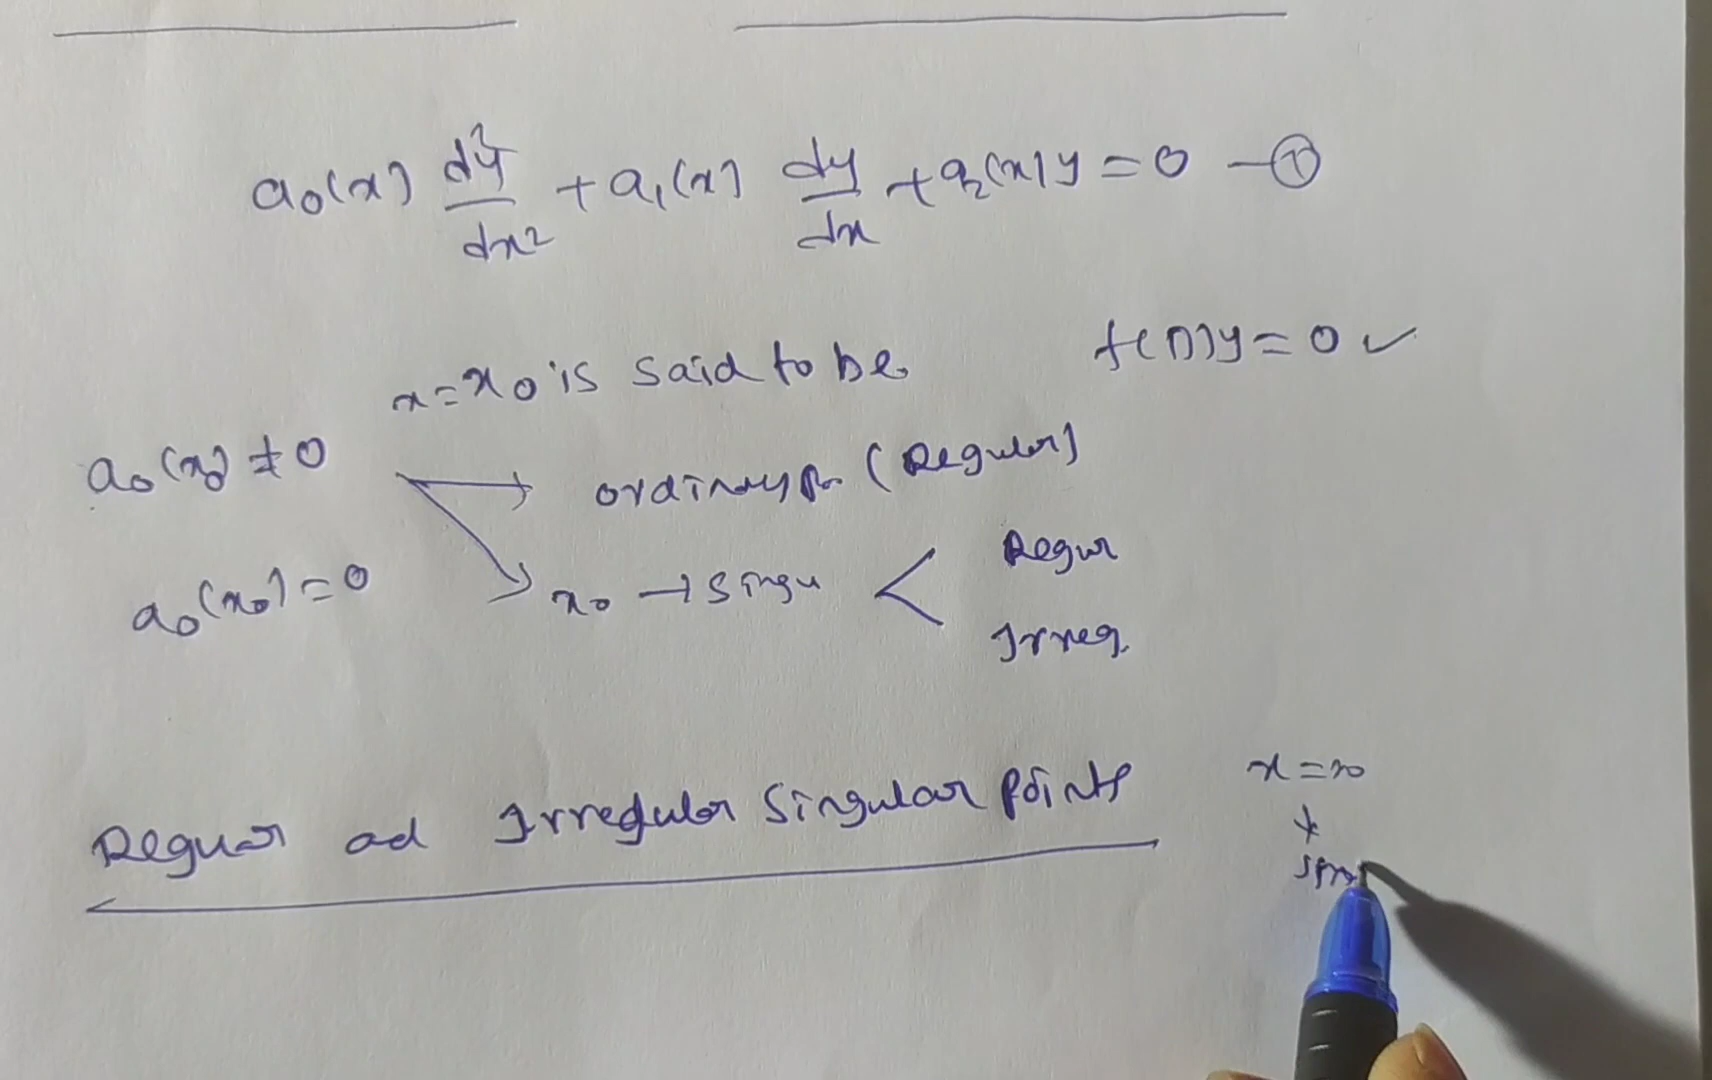 a₀(x) d²y/dx² + a₁(x) dy/dx + a₂(x)y = 0 — ①
x = x₀ is said to be
f(D)y = 0 ✓
a₀(x₀) ≠ 0
→ ordinary (Regular)
a₀(x₀) = 0
x₀ → Singu <
Regur
Irreg.
Reguar ad Irregular Singular Points
x = x₀